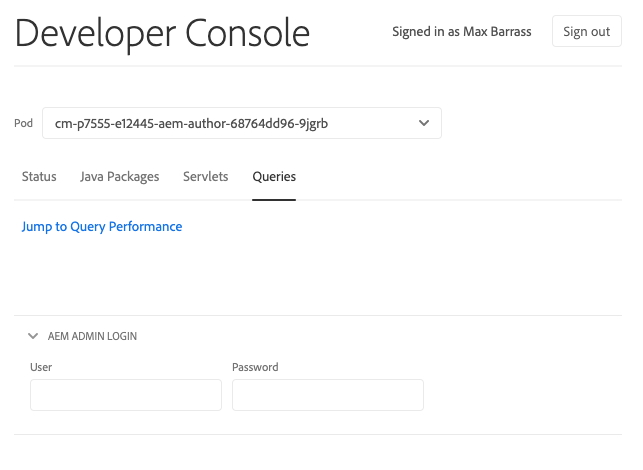 Developer Console
Signed in as Max Barrass
Sign out
Pod
cm-p7555-e12445-aem-author-68764dd96-9jgrb
Status Java Packages Servlets Queries
Jump to Query Performance
AEM ADMIN LOGIN
User Password